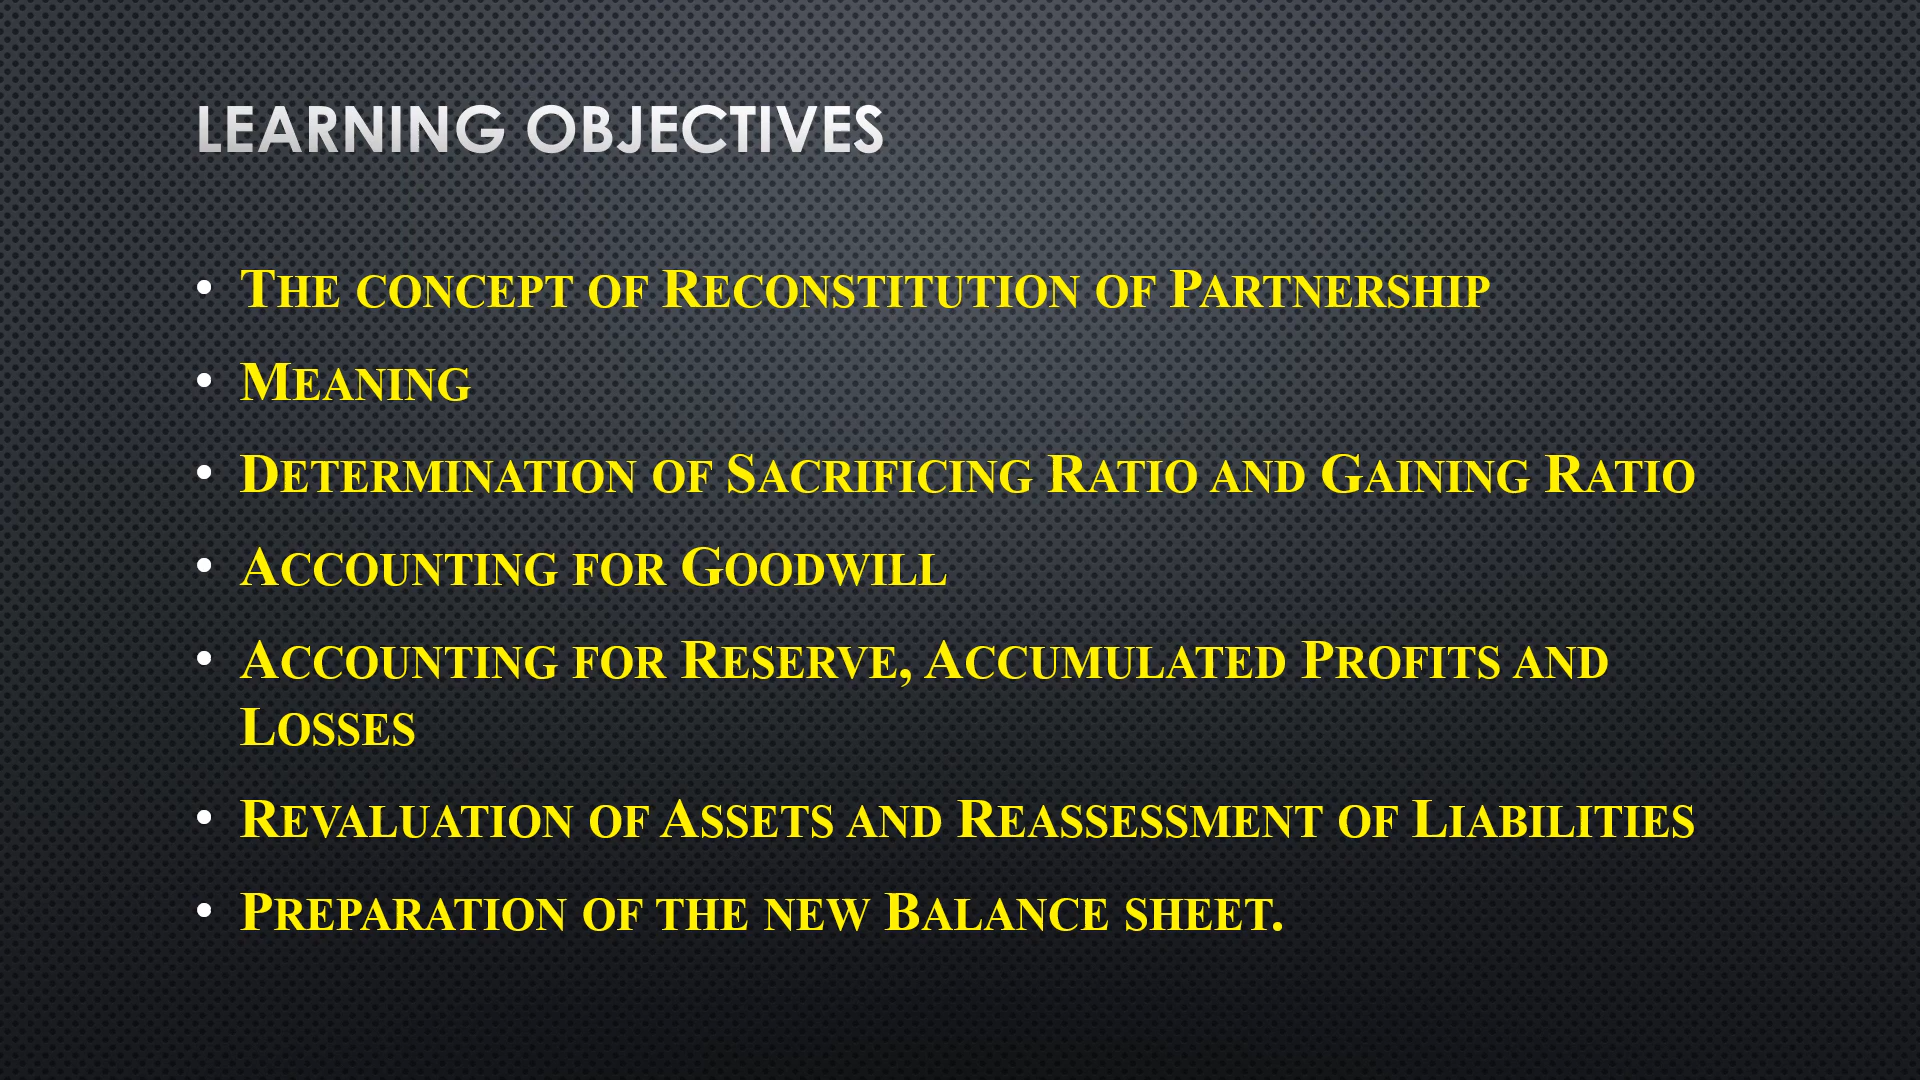 LEARNING OBJECTIVES
• The concept of Reconstitution of Partnership
• Meaning
• Determination of Sacrificing Ratio and Gaining Ratio
• Accounting for Goodwill
• Accounting for Reserve, Accumulated Profits and
Losses
• Revaluation of Assets and Reassessment of Liabilities
• Preparation of the new Balance sheet.